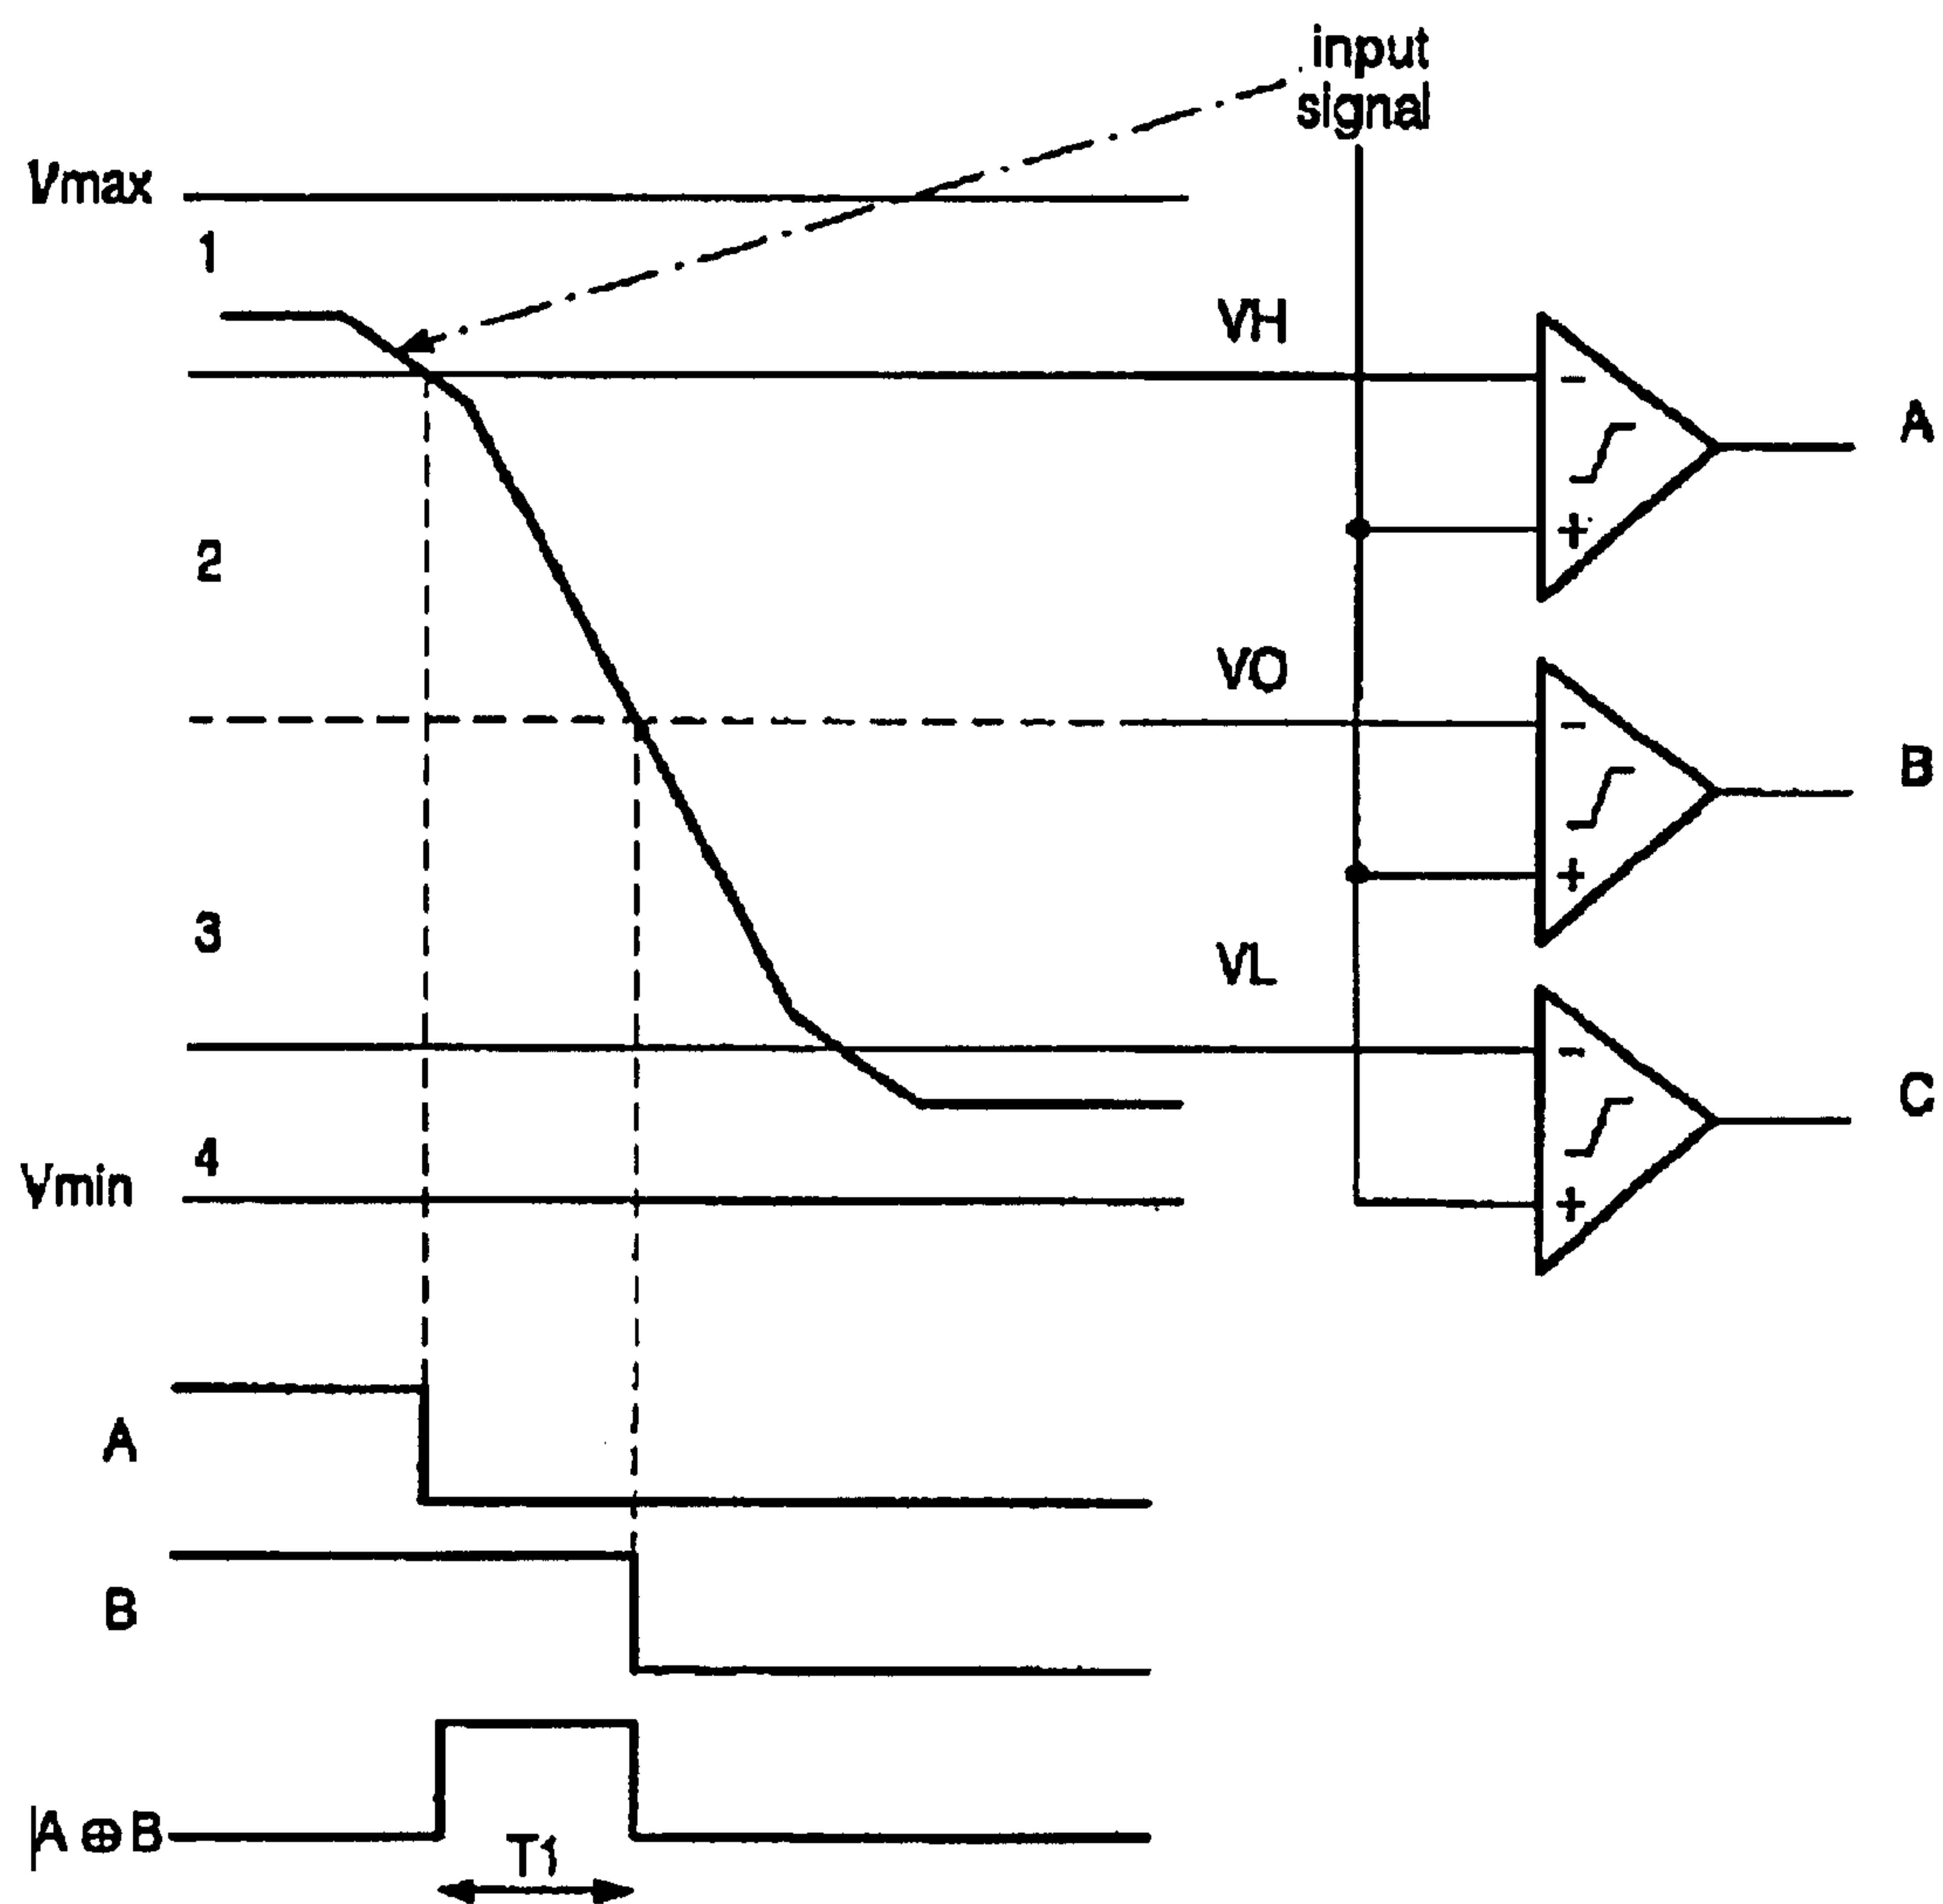 input
signal
Vmax
1
VH
−
A
+
2
VO
−
B
+
3
VL
−
C
+
4
Vmin
A
B
A⊕B
T1